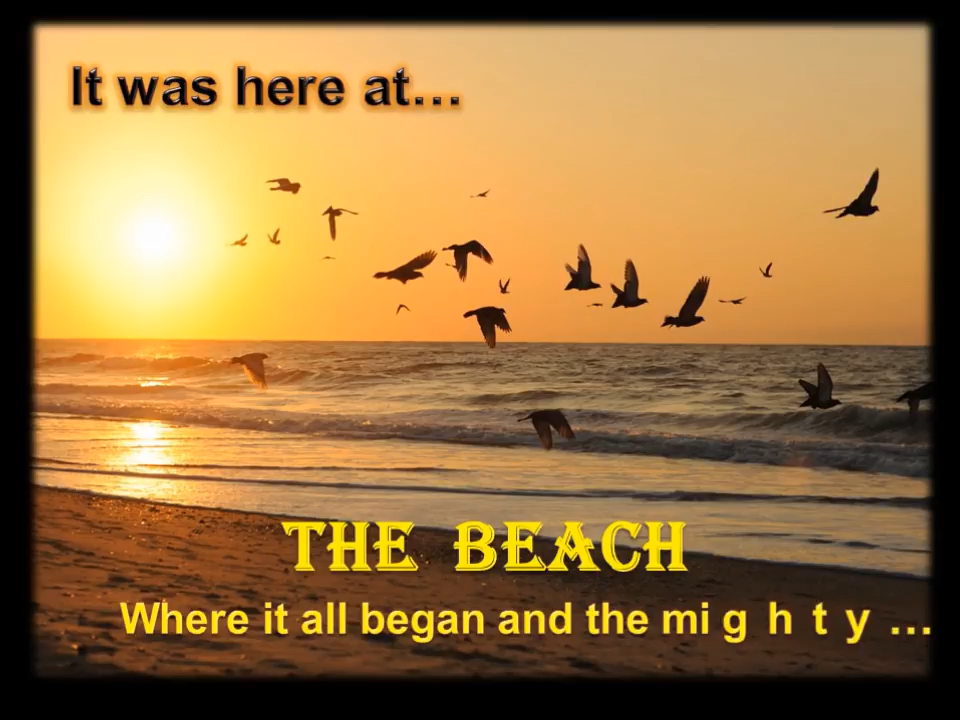 It was here at...
THE BEACH
Where it all began and the mi g h t y ...